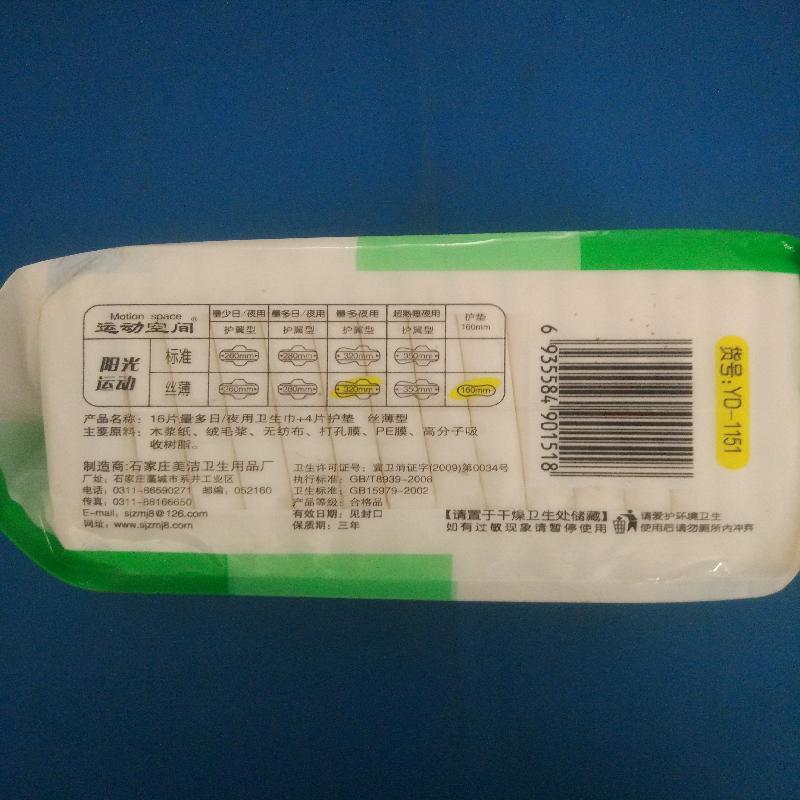 Motion space
运动空间®
量少日/夜用 量多日/夜用 量多夜用 超熟睡夜用 护垫
160mm
护翼型 护翼型 护翼型 护翼型
阳光
运动
标准 260mm 280mm 320mm 350mm
丝薄 260mm 280mm 320mm 350mm 160mm
产品名称：16片量多日/夜用卫生巾+4片护垫 丝薄型
主要原料：木浆纸、绒毛浆、无纺布、打孔膜、PE膜、高分子吸
收树脂。
制造商:石家庄美洁卫生用品厂
厂址：石家庄藁城市系井工业区
电话：0311-86590271 邮编：052160
传真：0311-88166650
E-mail：sjzmj8@126.com
网址：www.sjzmj8.com
卫生许可证号：冀卫消证字(2009)第0034号
执行标准：GB/T8939-2008
卫生标准：GB15979-2002
产品等级：合格品
有效日期：见封口
保质期：三年
【请置于干燥卫生处储藏】
如有过敏现象请暂停使用
请爱护环境卫生
使用后请勿厕所内冲弃
6 935584 901518
货号：YD-1151